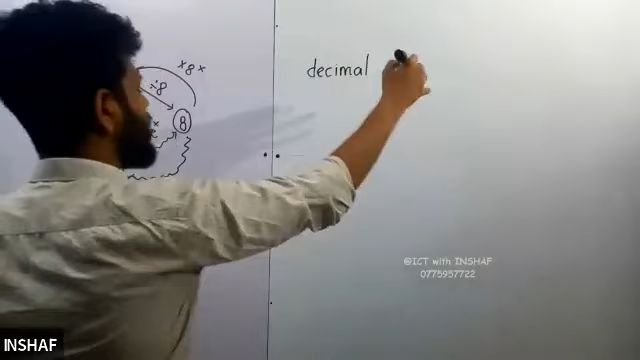 ×8×
÷8
8
decimal
@ICT with INSHAF
0775957722
INSHAF